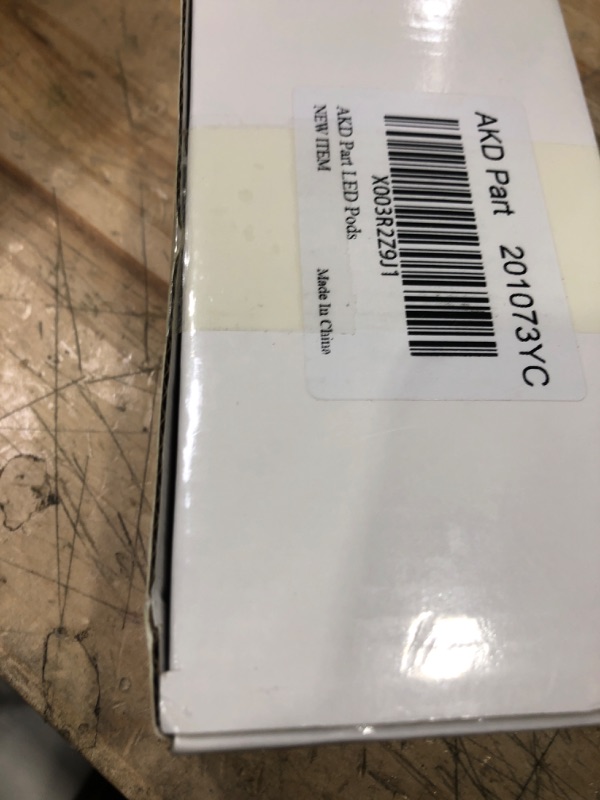 AKD Part 201073YC
X003R2Z9J1
AKD Part LED Pods
NEW ITEM
Made In China